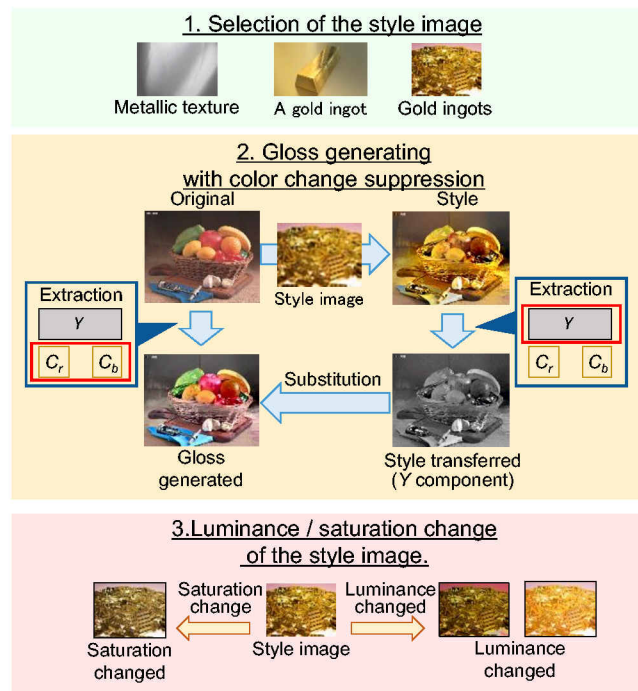 1. Selection of the style image
Metallic texture
A gold ingot
Gold ingots
2. Gloss generating
with color change suppression
Original
Style
Style image
Extraction
Y
Cr
Cb
Extraction
Y
Cr
Cb
Substitution
Gloss
generated
Style transferred
(Y component)
3.Luminance / saturation change
of the style image.
Saturation
change
Luminance
changed
Saturation
changed
Style image
Luminance
changed